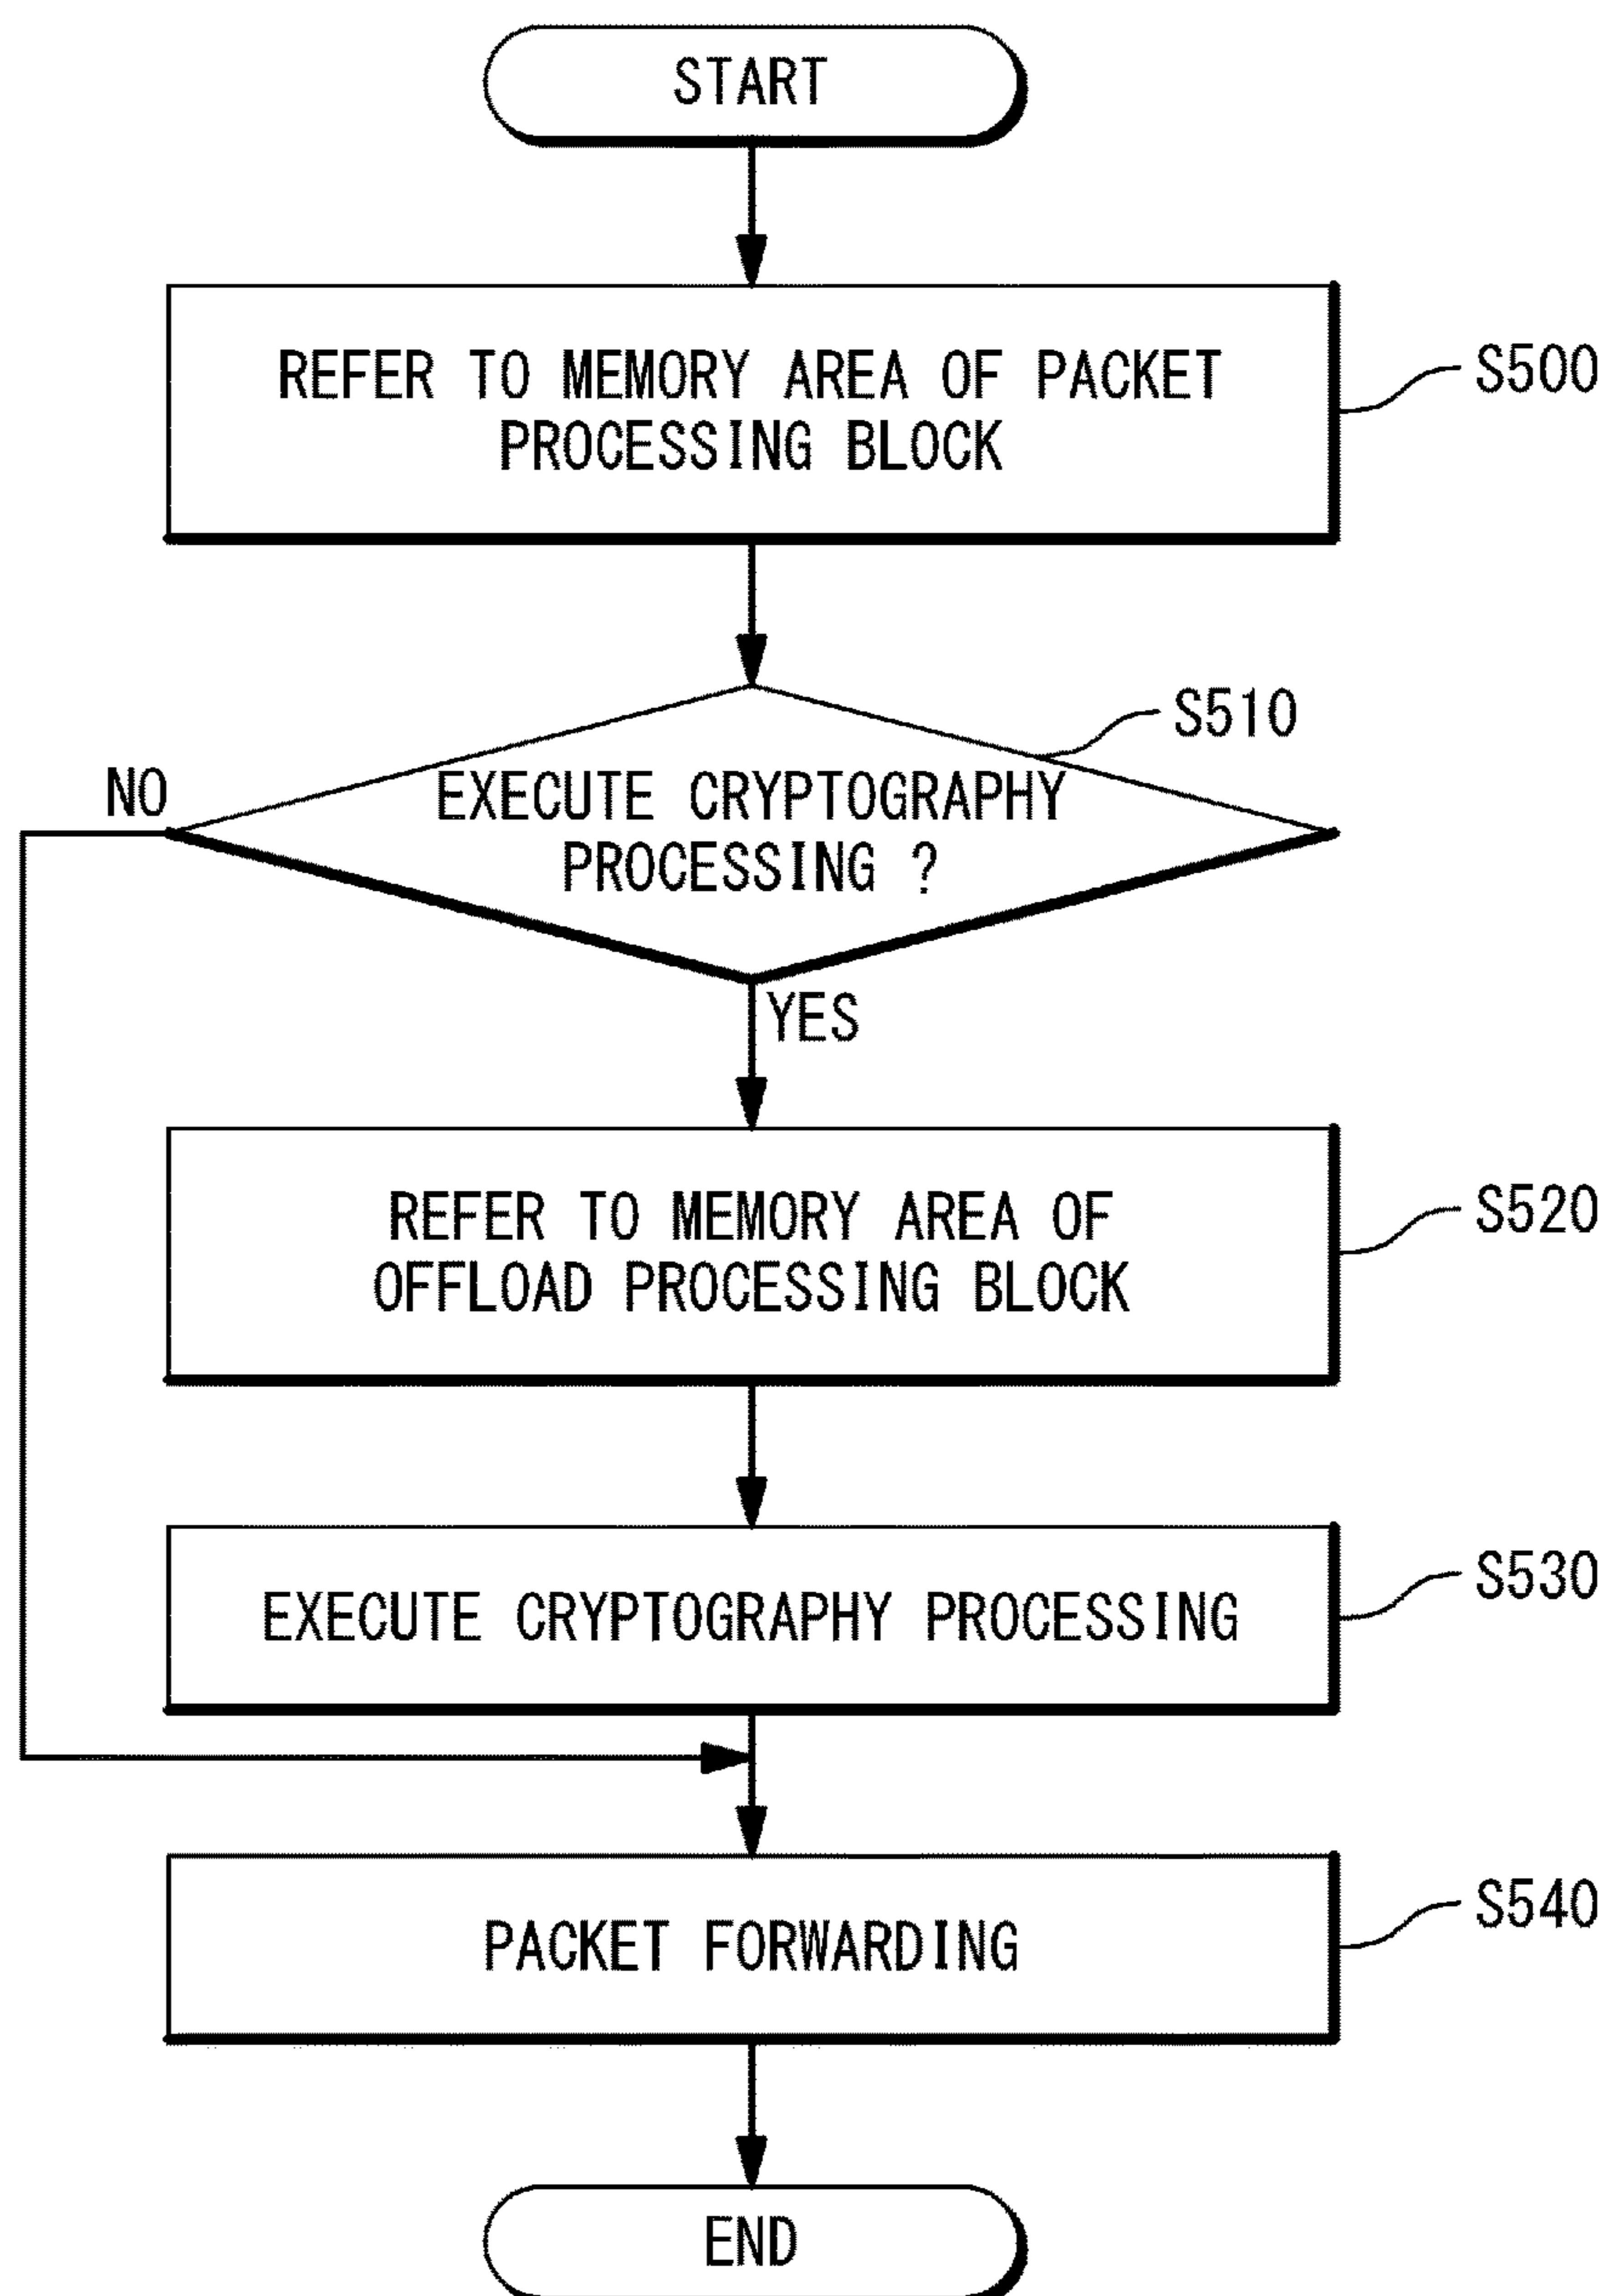 START
REFER TO MEMORY AREA OF PACKET
PROCESSING BLOCK
S500
S510
EXECUTE CRYPTOGRAPHY
PROCESSING ?
NO
YES
REFER TO MEMORY AREA OF
OFFLOAD PROCESSING BLOCK
S520
EXECUTE CRYPTOGRAPHY PROCESSING
S530
PACKET FORWARDING
S540
END